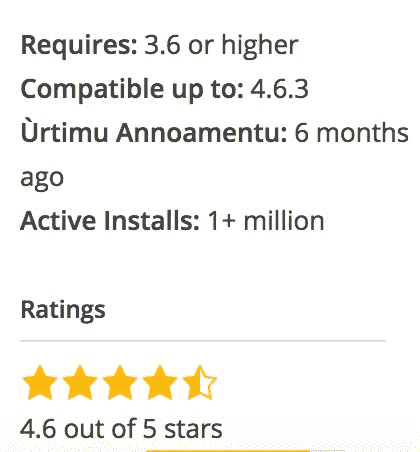 Requires: 3.6 or higher
Compatible up to: 4.6.3
Ùrtimu Annoamentu: 6 months
ago
Active Installs: 1+ million
Ratings
4.6 out of 5 stars